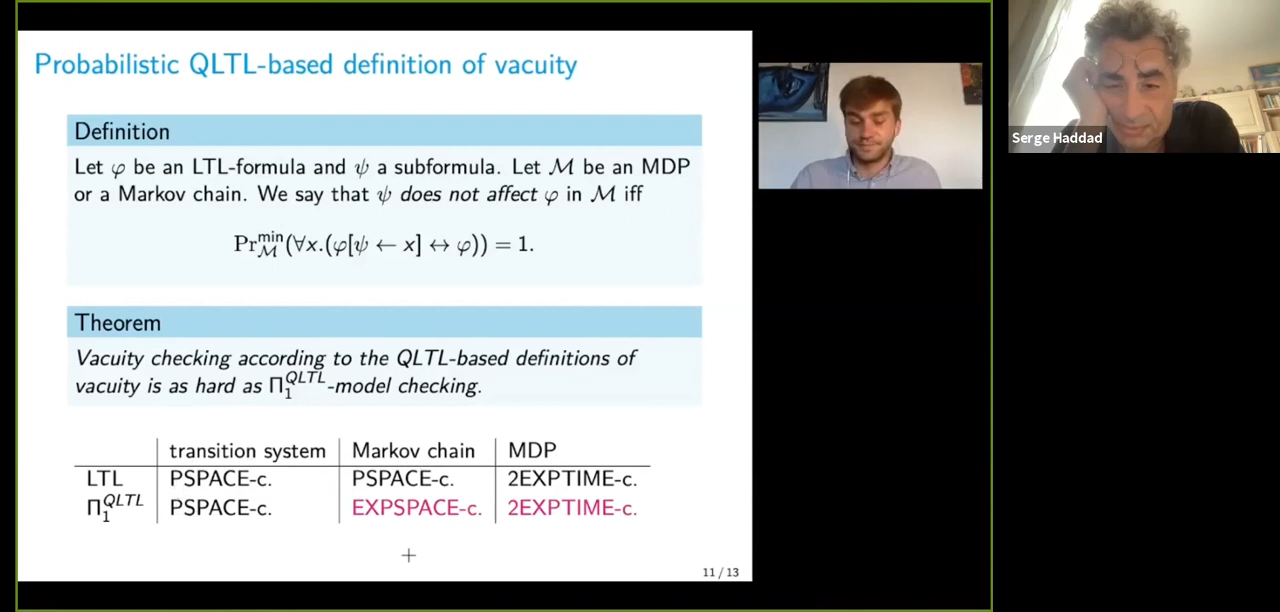 Probabilistic QLTL-based definition of vacuity
Definition
Let φ be an LTL-formula and ψ a subformula. Let ℳ be an MDP
or a Markov chain. We say that ψ does not affect φ in ℳ iff
Pr^min_ℳ(∀x.(φ[ψ ← x] ↔ φ)) = 1.
Theorem
Vacuity checking according to the QLTL-based definitions of
vacuity is as hard as Π₁^QLTL-model checking.
transition system Markov chain MDP
LTL PSPACE-c. PSPACE-c. 2EXPTIME-c.
Π₁^QLTL PSPACE-c. EXPSPACE-c. 2EXPTIME-c.
11 / 13
Serge Haddad